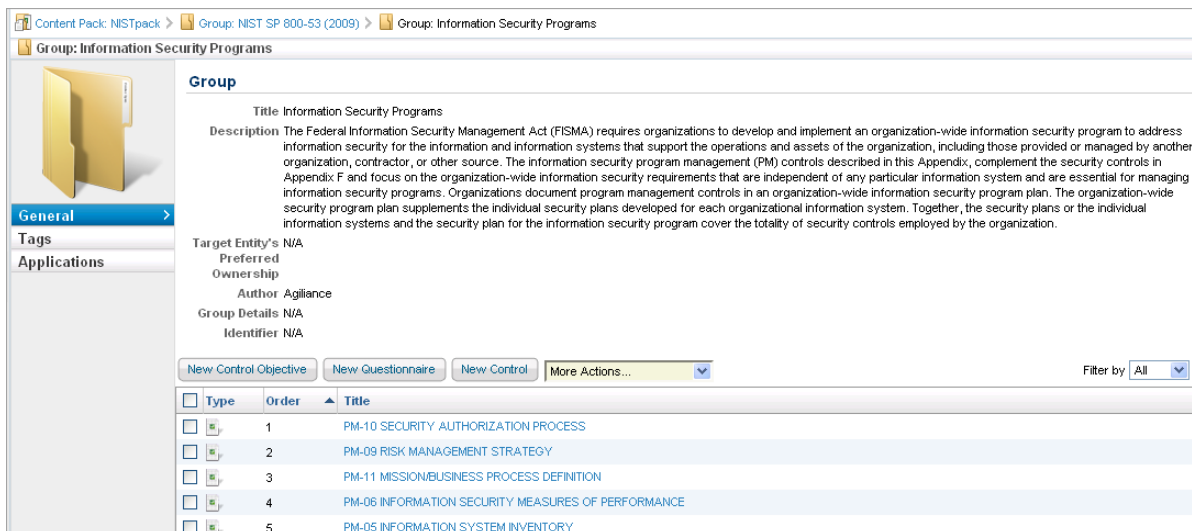 Content Pack: NISTpack > Group: NIST SP 800-53 (2009) > Group: Information Security Programs
Group: Information Security Programs
General >
Tags
Applications
Group
Title Information Security Programs
Description The Federal Information Security Management Act (FISMA) requires organizations to develop and implement an organization-wide information security program to address
information security for the information and information systems that support the operations and assets of the organization, including those provided or managed by another
organization, contractor, or other source. The information security program management (PM) controls described in this Appendix, complement the security controls in
Appendix F and focus on the organization-wide information security requirements that are independent of any particular information system and are essential for managing
information security programs. Organizations document program management controls in an organization-wide information security program plan. The organization-wide
security program plan supplements the individual security plans developed for each organizational information system. Together, the security plans or the individual
information systems and the security plan for the information security program cover the totality of security controls employed by the organization.
Target Entity's N/A
Preferred
Ownership
Author Agiliance
Group Details N/A
Identifier N/A
New Control Objective New Questionnaire New Control More Actions... Filter by All
Type Order Title
1 PM-10 SECURITY AUTHORIZATION PROCESS
2 PM-09 RISK MANAGEMENT STRATEGY
3 PM-11 MISSION/BUSINESS PROCESS DEFINITION
4 PM-06 INFORMATION SECURITY MEASURES OF PERFORMANCE
5 PM-05 INFORMATION SYSTEM INVENTORY